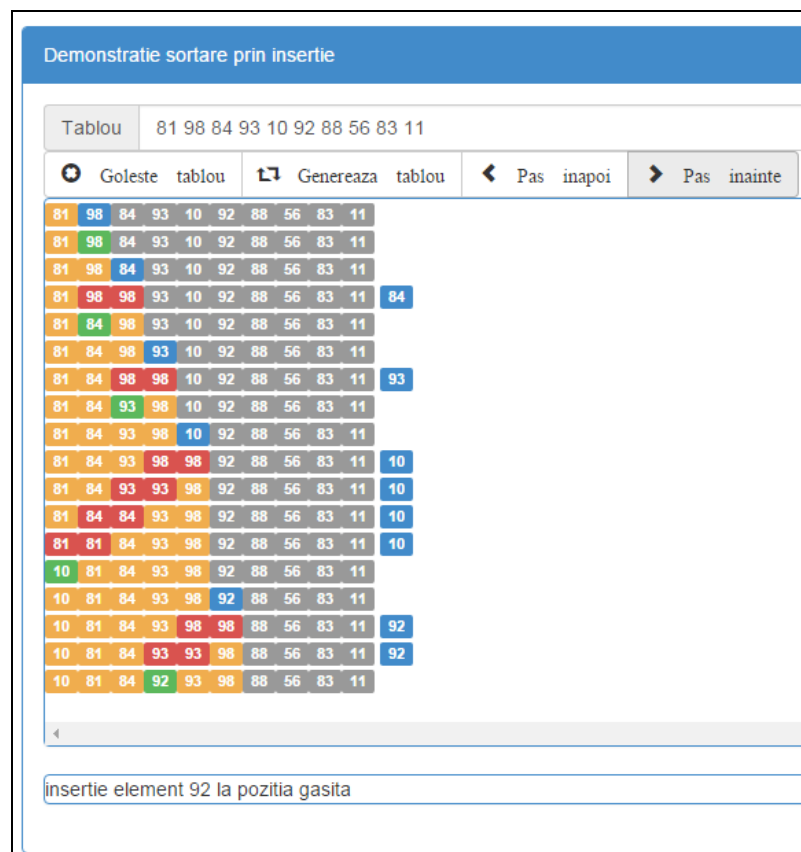 Demonstratie sortare prin insertie
Tablou 81 98 84 93 10 92 88 56 83 11
Goleste tablou Genereaza tablou Pas inapoi Pas inainte
81 98 84 93 10 92 88 56 83 11
81 98 84 93 10 92 88 56 83 11
81 98 84 93 10 92 88 56 83 11
81 98 98 93 10 92 88 56 83 11 84
81 84 98 93 10 92 88 56 83 11
81 84 98 93 10 92 88 56 83 11
81 84 98 98 10 92 88 56 83 11 93
81 84 93 98 10 92 88 56 83 11
81 84 93 98 10 92 88 56 83 11
81 84 93 98 98 92 88 56 83 11 10
81 84 93 93 98 92 88 56 83 11 10
81 84 84 93 98 92 88 56 83 11 10
81 81 84 93 98 92 88 56 83 11 10
10 81 84 93 98 92 88 56 83 11
10 81 84 93 98 92 88 56 83 11
10 81 84 93 98 98 88 56 83 11 92
10 81 84 93 93 98 88 56 83 11 92
10 81 84 92 93 98 88 56 83 11
insertie element 92 la pozitia gasita